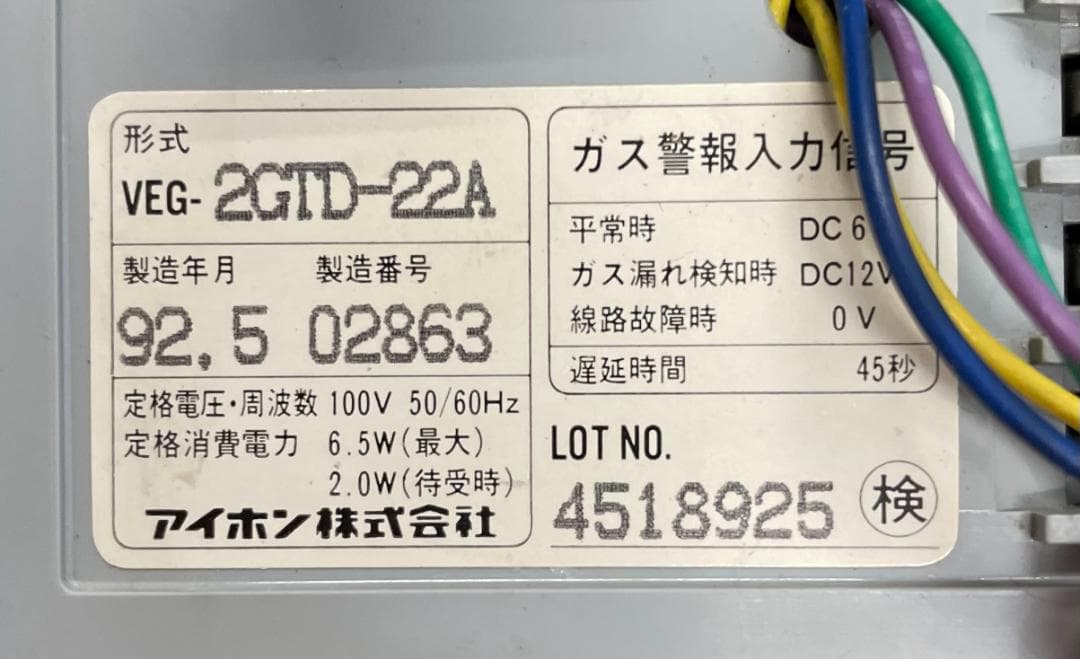 形式
VEG-2GTD-22A
製造年月 製造番号
92.5 02863
定格電圧・周波数 100V 50/60Hz
定格消費電力 6.5W(最大)
2.0W(待受時)
アイホン株式会社
ガス警報入力信号
平常時 DC 6
ガス漏れ検知時 DC12V
線路故障時 0 V
遅延時間 45秒
LOT NO.
4518925 検